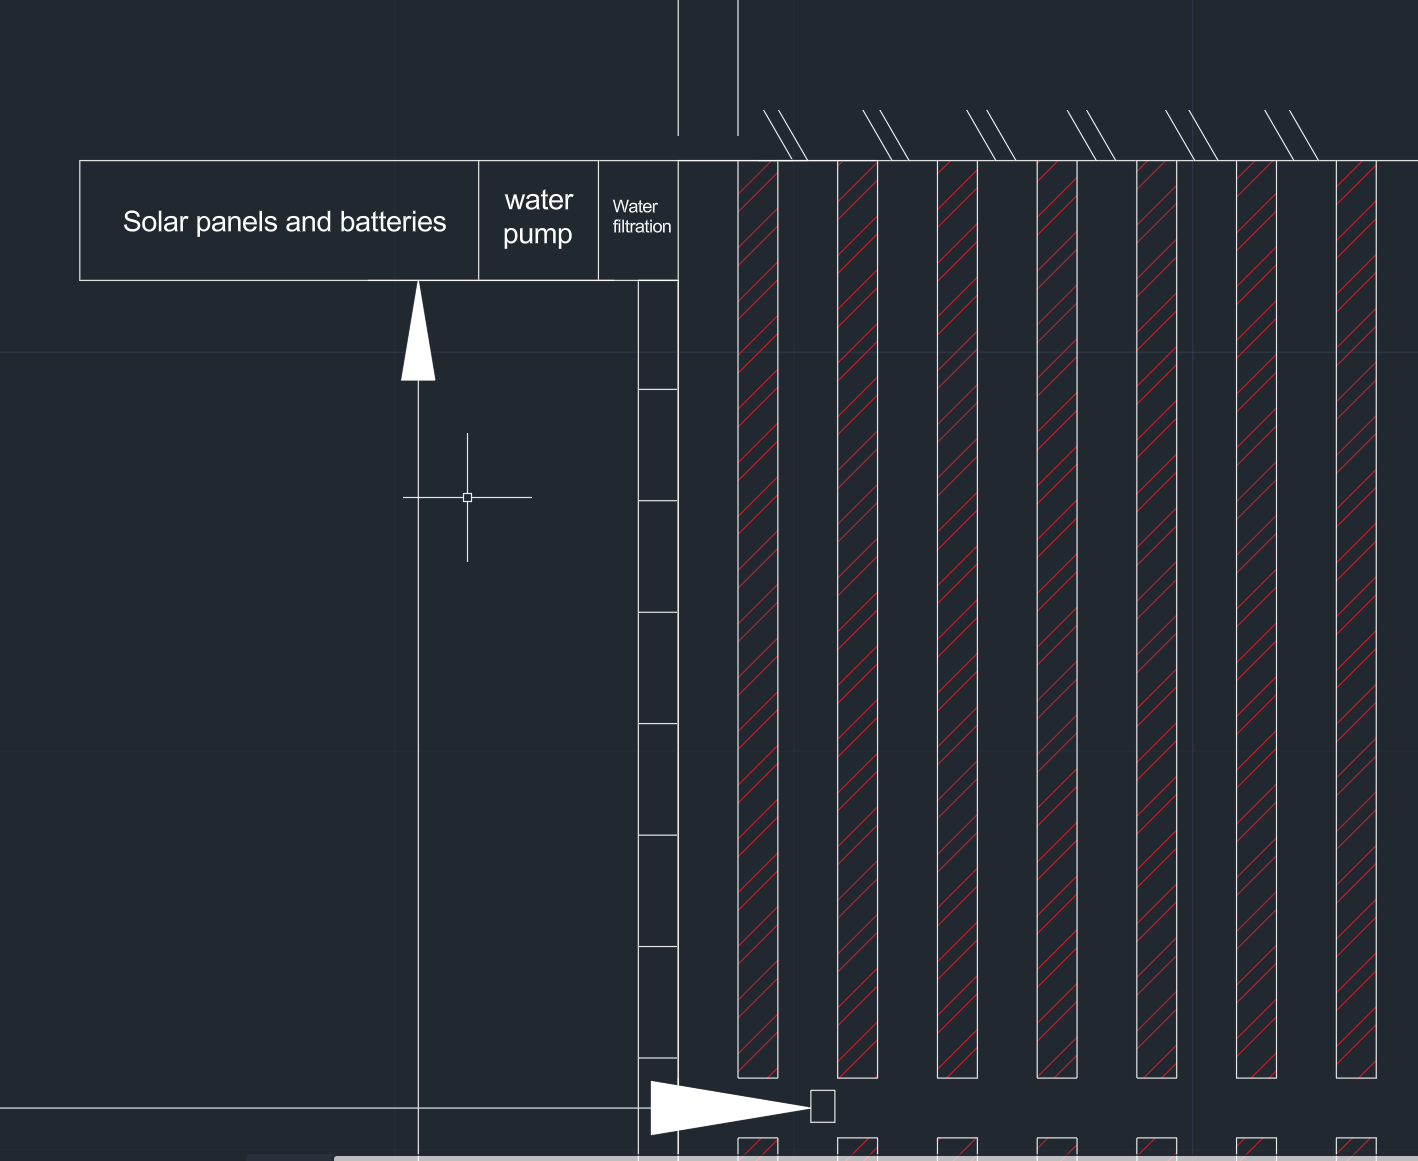 Solar panels and batteries
water
pump
Water
filtration